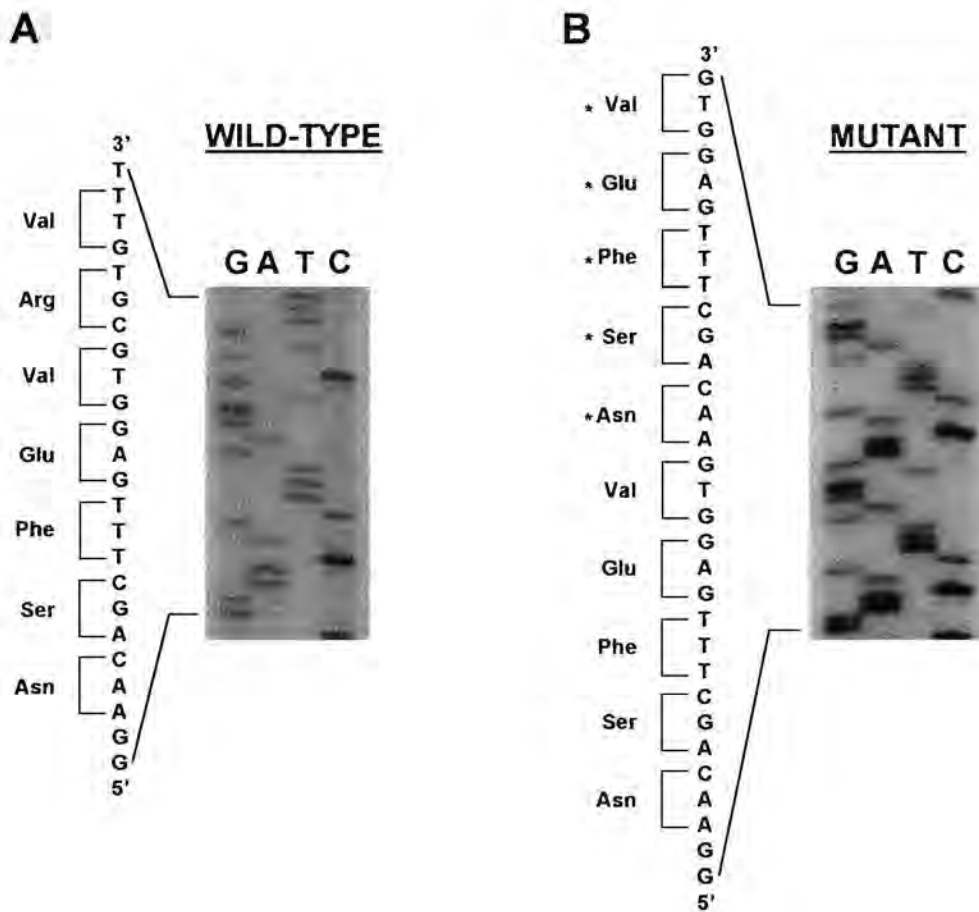 A
WILD-TYPE
3'
T
T
Val T
G
T
Arg G
C
G
Val T
G
G
Glu A
G
T
Phe T
T
C
Ser G
A
C
Asn A
A
G
G
5'
G A T C
B
MUTANT
3'
G
* Val T
G
G
* Glu A
G
T
* Phe T
T
C
* Ser G
A
C
* Asn A
A
G
Val T
G
G
Glu A
G
T
Phe T
T
C
Ser G
A
C
Asn A
A
G
G
5'
G A T C